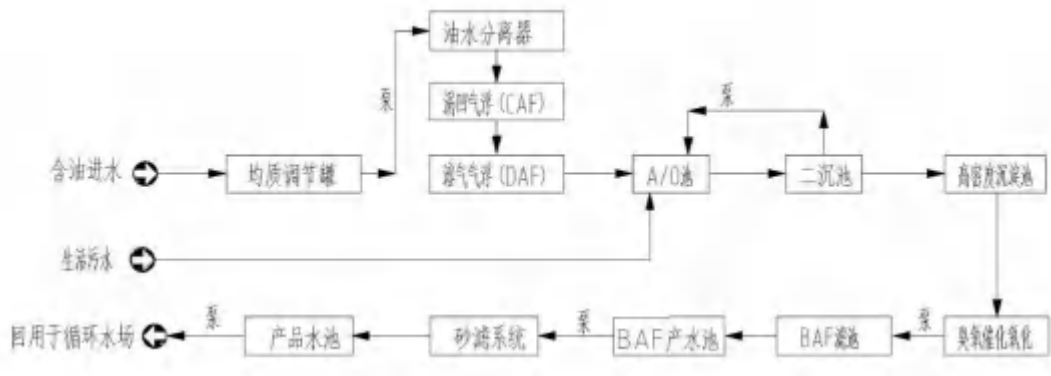 油水分离器
泵
涡凹气浮(CAF)
泵
含油进水
均质调节罐
溶气气浮(DAF)
A/O池
二沉池
高密度沉淀池
生活污水
泵
泵
泵
回用于循环水场
产品水池
砂滤系统
BAF产水池
BAF滤池
臭氧催化氧化